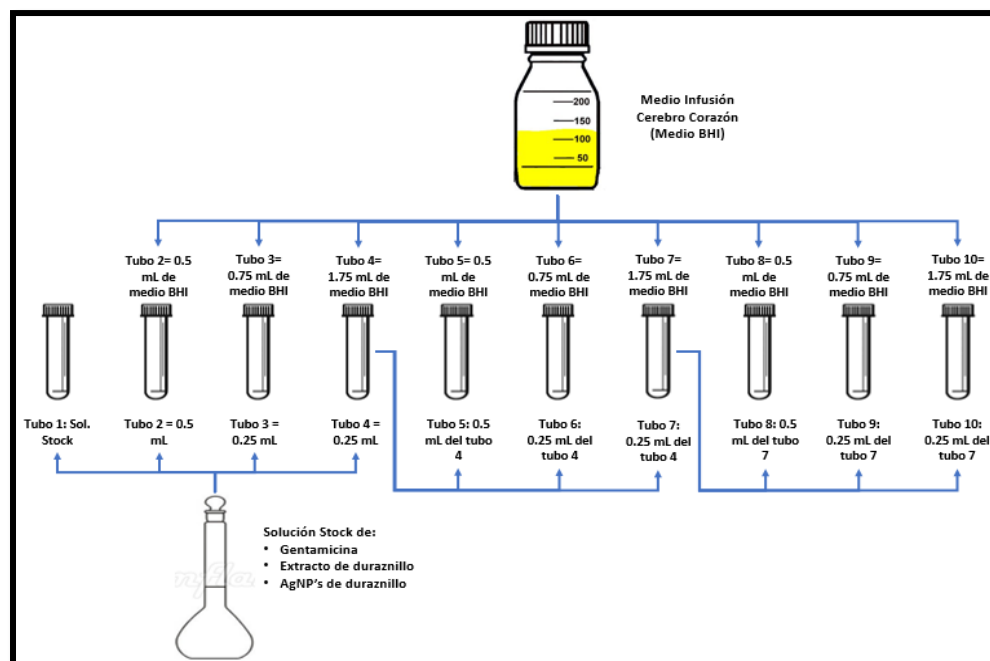 200
150
100
50
Medio Infusión
Cerebro Corazón
(Medio BHI)
Tubo 2= 0.5
mL de
medio BHI
Tubo 3=
0.75 mL de
medio BHI
Tubo 4=
1.75 mL de
medio BHI
Tubo 5= 0.5
mL de
medio BHI
Tubo 6=
0.75 mL de
medio BHI
Tubo 7=
1.75 mL de
medio BHI
Tubo 8= 0.5
mL de
medio BHI
Tubo 9=
0.75 mL de
medio BHI
Tubo 10=
1.75 mL de
medio BHI
Tubo 1: Sol.
Stock
Tubo 2 = 0.5
mL
Tubo 3 =
0.25 mL
Tubo 4 =
0.25 mL
Tubo 5: 0.5
mL del tubo
4
Tubo 6:
0.25 mL del
tubo 4
Tubo 7:
0.25 mL del
tubo 4
Tubo 8: 0.5
mL del tubo
7
Tubo 9:
0.25 mL del
tubo 7
Tubo 10:
0.25 mL del
tubo 7
Solución Stock de:
• Gentamicina
• Extracto de duraznillo
• AgNP's de duraznillo